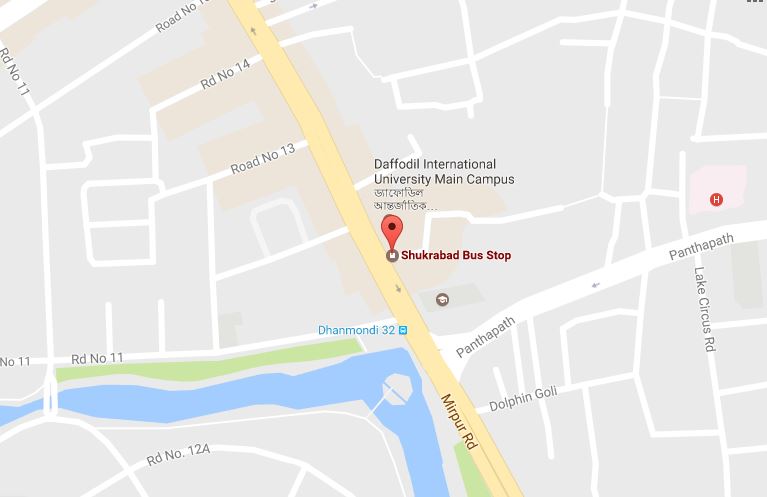 Road No
Rd No 11
Rd No 14
Road No 13
Daffodil International
University Main Campus
ড্যাফোডিল
আন্তর্জাতিক...
H
Shukrabad Bus Stop
Panthapath
Lake Circus Rd
Dhanmondi 32
Panthapath
No 11
Rd No 11
Dolphin Goli
Mirpur Rd
Rd No. 12A